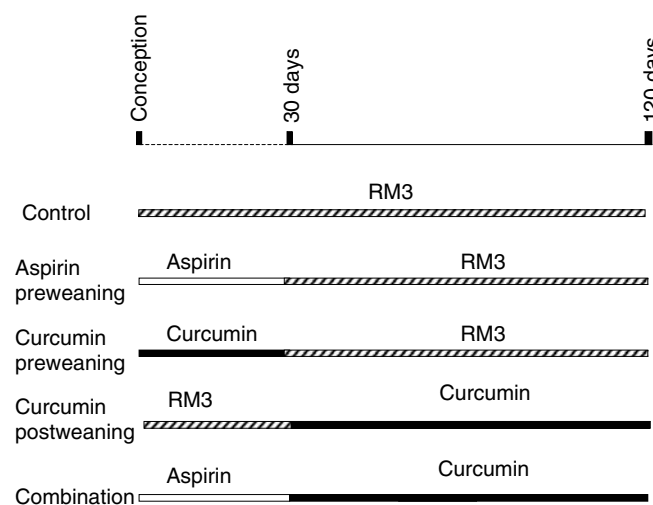 Conception
30 days
120 days
RM3
Control
Aspirin
preweaning
Aspirin
RM3
Curcumin
preweaning
Curcumin
RM3
Curcumin
postweaning
RM3
Curcumin
Combination
Aspirin
Curcumin